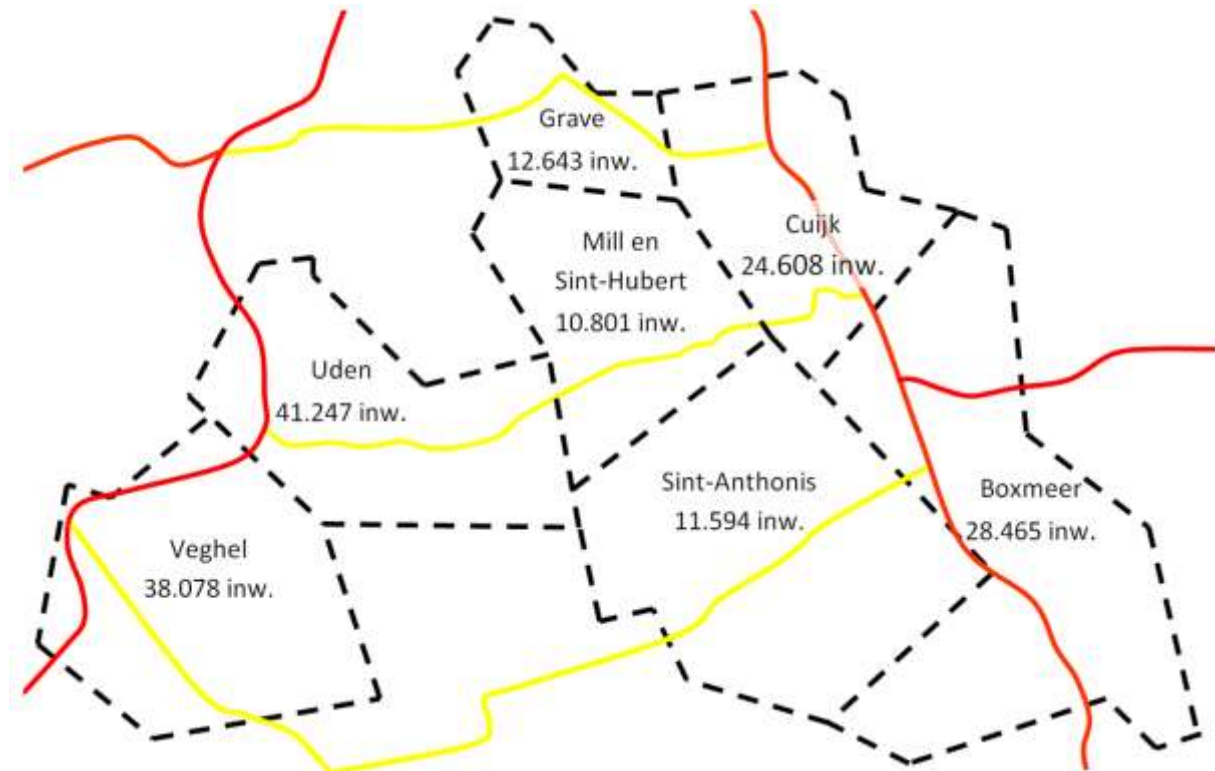 Grave
12.643 inw.
Cuijk
24.608 inw.
Mill en
Sint-Hubert
10.801 inw.
Uden
41.247 inw.
Sint-Anthonis
11.594 inw.
Boxmeer
28.465 inw.
Veghel
38.078 inw.